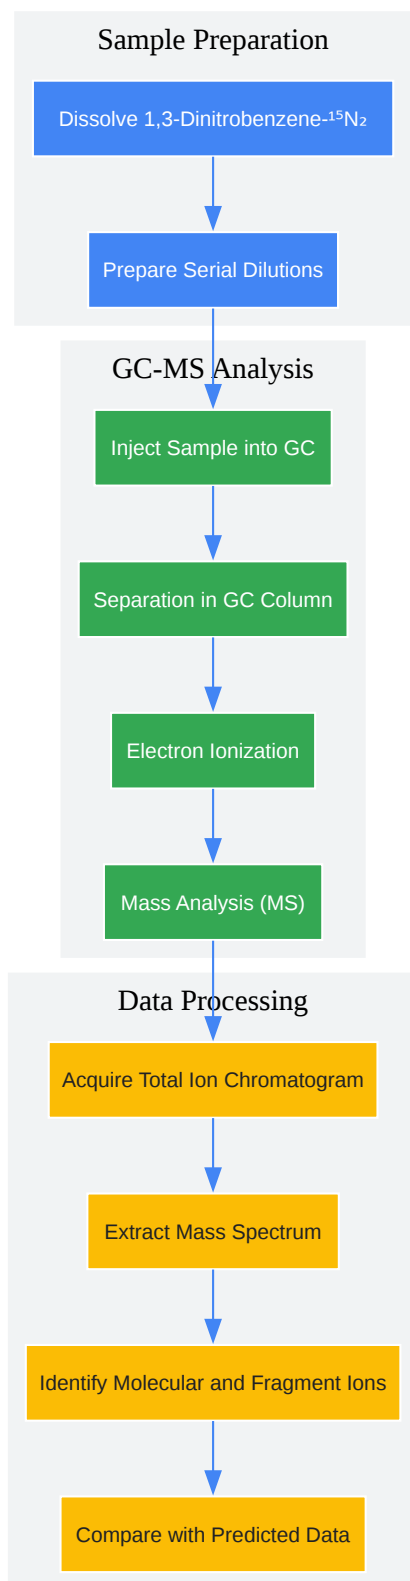 Sample Preparation
Dissolve 1,3-Dinitrobenzene-¹⁵N₂
Prepare Serial Dilutions
GC-MS Analysis
Inject Sample into GC
Separation in GC Column
Electron Ionization
Mass Analysis (MS)
Data Processing
Acquire Total Ion Chromatogram
Extract Mass Spectrum
Identify Molecular and Fragment Ions
Compare with Predicted Data